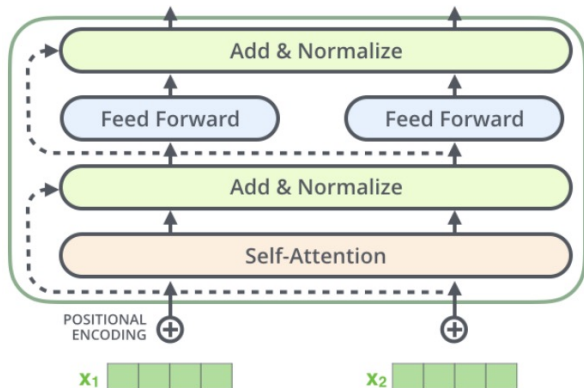 Add & Normalize
Feed Forward
Feed Forward
Add & Normalize
Self-Attention
POSITIONAL
ENCODING
x₁
x₂